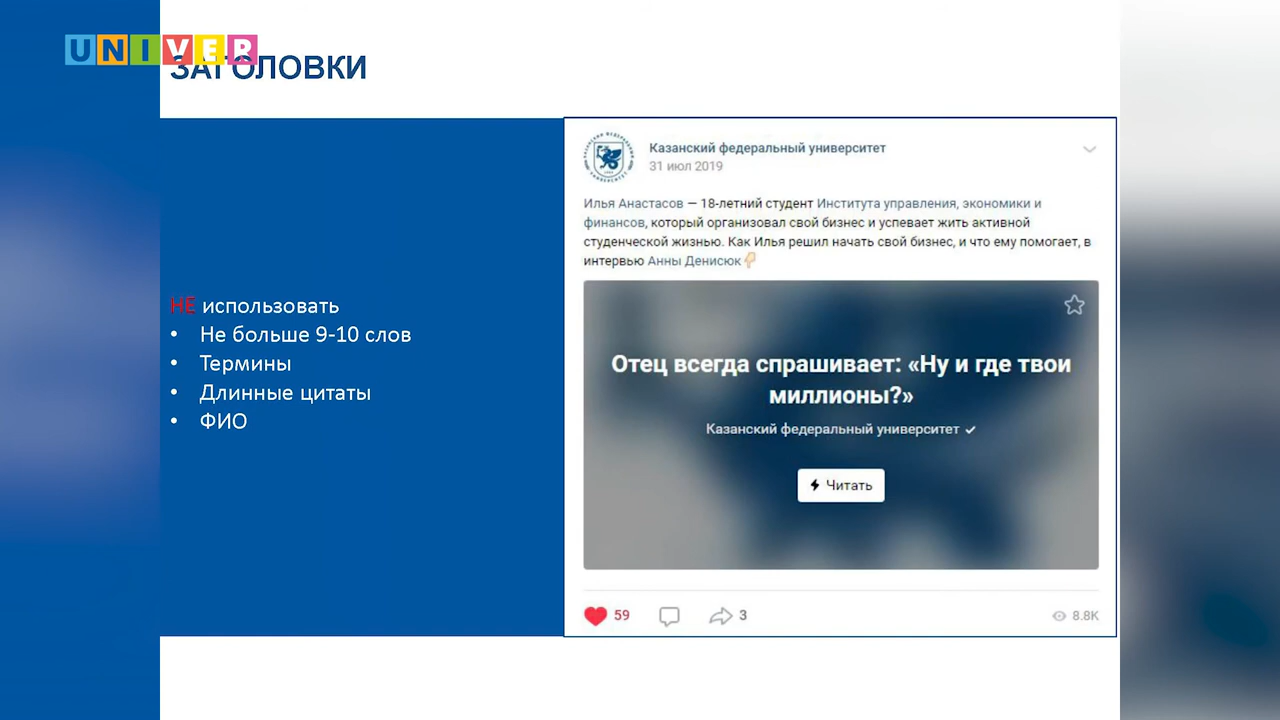 UNIVER
ЗАГОЛОВКИ
НЕ использовать
• Не больше 9-10 слов
• Термины
• Длинные цитаты
• ФИО
Казанский федеральный университет
31 июл 2019
Илья Анастасов — 18-летний студент Института управления, экономики и
финансов, который организовал свой бизнес и успевает жить активной
студенческой жизнью. Как Илья решил начать свой бизнес, и что ему помогает, в
интервью Анны Денисюк👇
Отец всегда спрашивает: «Ну и где твои
миллионы?»
Казанский федеральный университет
Читать
59
3
8.8K